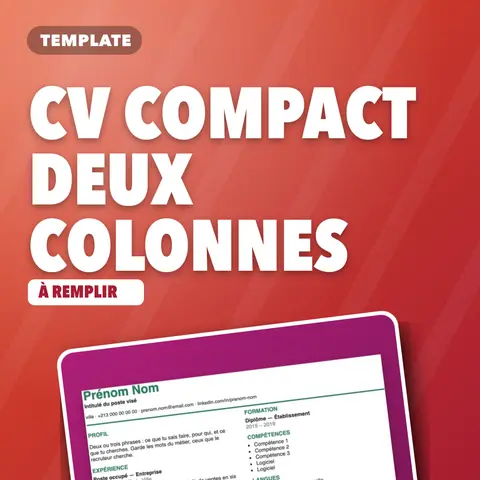 TEMPLATE
CV COMPACT
DEUX
COLONNES
À REMPLIR
Prénom Nom
Intitulé du poste visé
ville · +213 000 00 00 00 · prenom.nom@email.com · linkedin.com/in/prenom-nom
PROFIL
Deux ou trois phrases : ce que tu sais faire, pour qui, et ce
que tu cherches. Garde les mots du métier, ceux que le
recruteur cherche.
EXPÉRIENCE
Poste occupé — Entreprise
FORMATION
Diplôme — Établissement
2015 – 2019
COMPÉTENCES
• Compétence 1
• Compétence 2
• Compétence 3
• Logiciel
• Logiciel
LANGUES